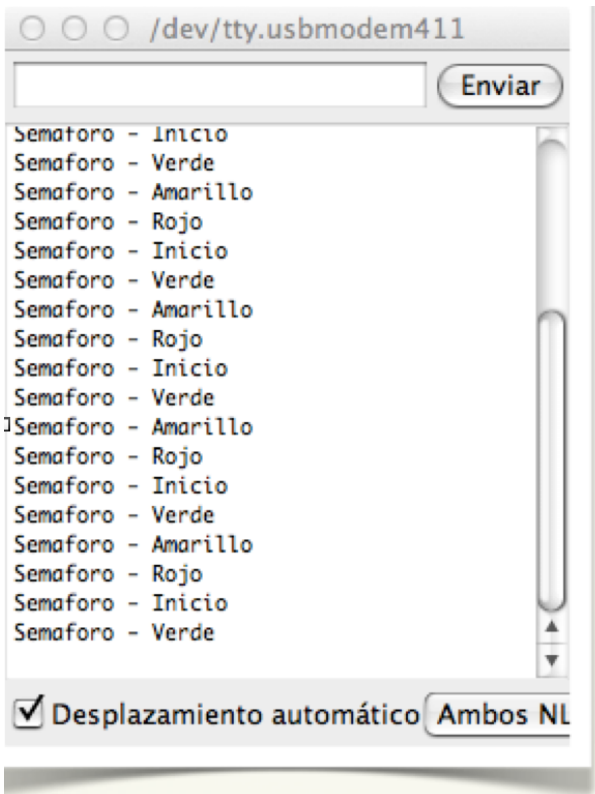 /dev/tty.usbmodem411
Enviar
Semaforo - Inicio
Semaforo - Verde
Semaforo - Amarillo
Semaforo - Rojo
Semaforo - Inicio
Semaforo - Verde
Semaforo - Amarillo
Semaforo - Rojo
Semaforo - Inicio
Semaforo - Verde
Semaforo - Amarillo
Semaforo - Rojo
Semaforo - Inicio
Semaforo - Verde
Semaforo - Amarillo
Semaforo - Rojo
Semaforo - Inicio
Semaforo - Verde
Desplazamiento automático Ambos NL